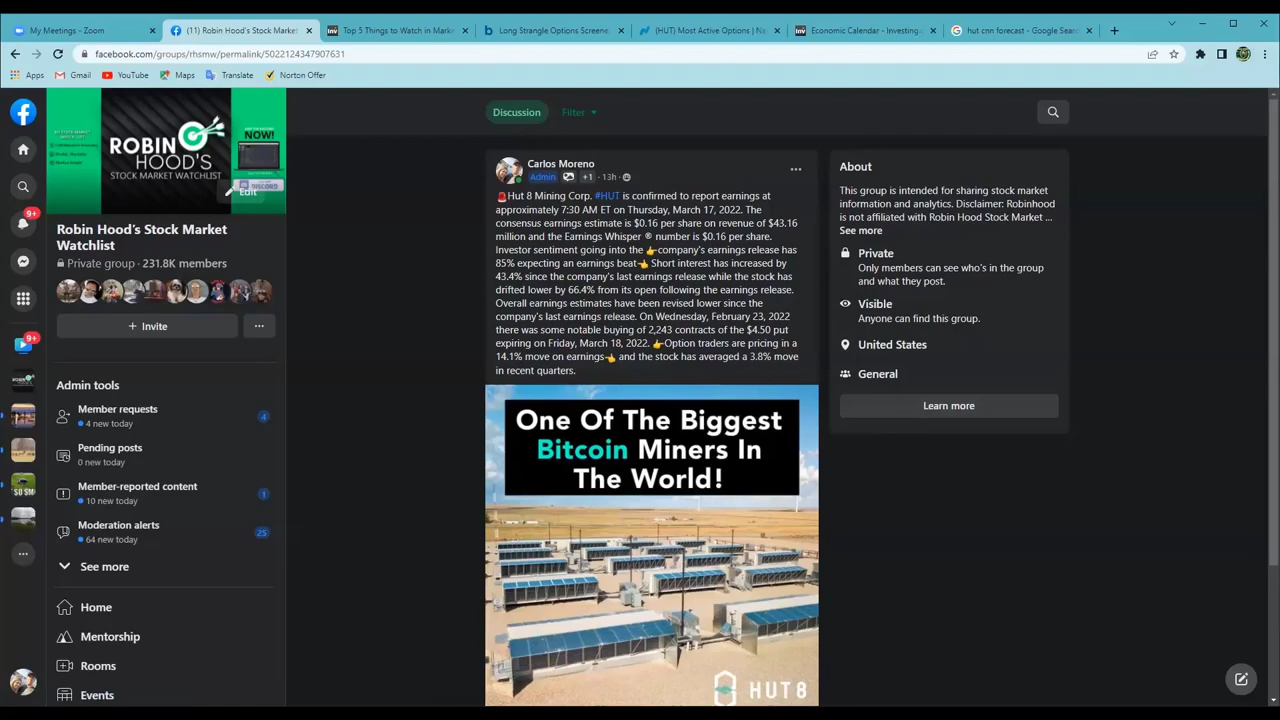 My Meetings - Zoom
(11) Robin Hood's Stock Market
Top 5 Things to Watch in Marke
Long Strangle Options Screene
(HUT) Most Active Options | Na
Economic Calendar - Investing
hut cnn forecast - Google Sear
facebook.com/groups/rhsmw/permalink/5022124347907631
Apps
Gmail
YouTube
Maps
Translate
Norton Offer
ROBIN
HOOD'S
STOCK MARKET WATCHLIST
NOW!
DISCORD
Edit
Robin Hood's Stock Market
Watchlist
Private group · 231.8K members
+ Invite
Admin tools
Member requests
4 new today
4
Pending posts
0 new today
Member-reported content
10 new today
1
Moderation alerts
64 new today
25
See more
Home
Mentorship
Rooms
Events
9+
9+
Discussion
Filter
Carlos Moreno
Admin +1 · 13h ·
🚨Hut 8 Mining Corp. #HUT is confirmed to report earnings at
approximately 7:30 AM ET on Thursday, March 17, 2022. The
consensus earnings estimate is $0.16 per share on revenue of $43.16
million and the Earnings Whisper ® number is $0.16 per share.
Investor sentiment going into the 👉company's earnings release has
85% expecting an earnings beat👈 Short interest has increased by
43.4% since the company's last earnings release while the stock has
drifted lower by 66.4% from its open following the earnings release.
Overall earnings estimates have been revised lower since the
company's last earnings release. On Wednesday, February 23, 2022
there was some notable buying of 2,243 contracts of the $4.50 put
expiring on Friday, March 18, 2022. 👉Option traders are pricing in a
14.1% move on earnings👈 and the stock has averaged a 3.8% move
in recent quarters.
One Of The Biggest
Bitcoin Miners In
The World!
HUT 8
About
This group is intended for sharing stock market
information and analytics. Disclaimer: Robinhood
is not affiliated with Robin Hood Stock Market ...
See more
Private
Only members can see who's in the group
and what they post.
Visible
Anyone can find this group.
United States
General
Learn more